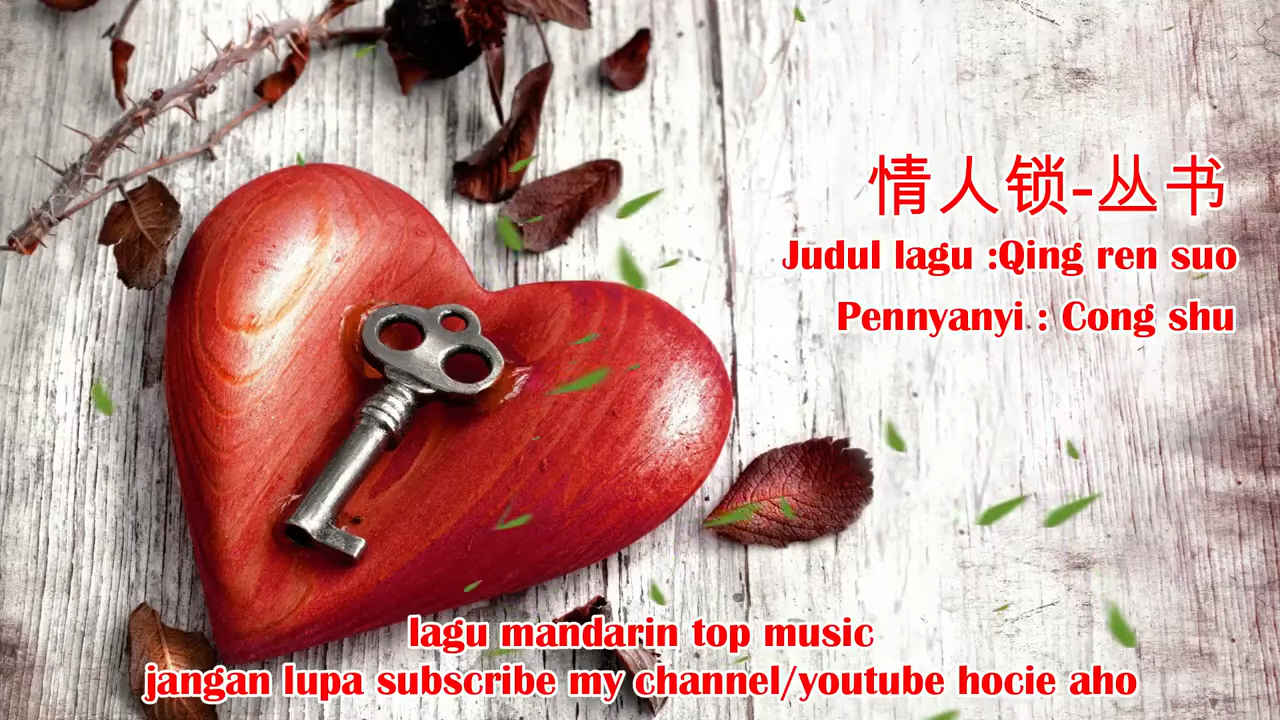 情人锁-丛书
Judul lagu :Qing ren suo
Pennyanyi : Cong shu
lagu mandarin top music
jangan lupa subscribe my channel/youtube hocie aho